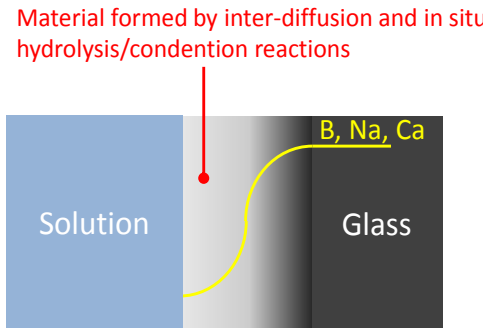 Material formed by inter-diffusion and in situ
hydrolysis/condention reactions
B, Na, Ca
Solution
Glass